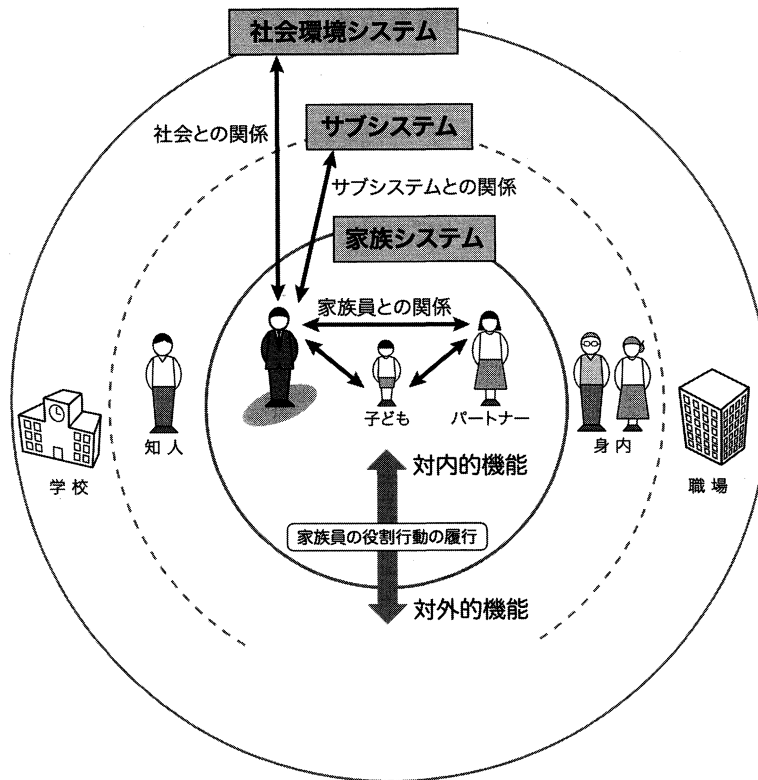 社会環境システム
社会との関係
サブシステム
サブシステムとの関係
家族システム
家族員との関係
子ども
パートナー
知人
身内
学校
職場
対内的機能
家族員の役割行動の履行
対外的機能